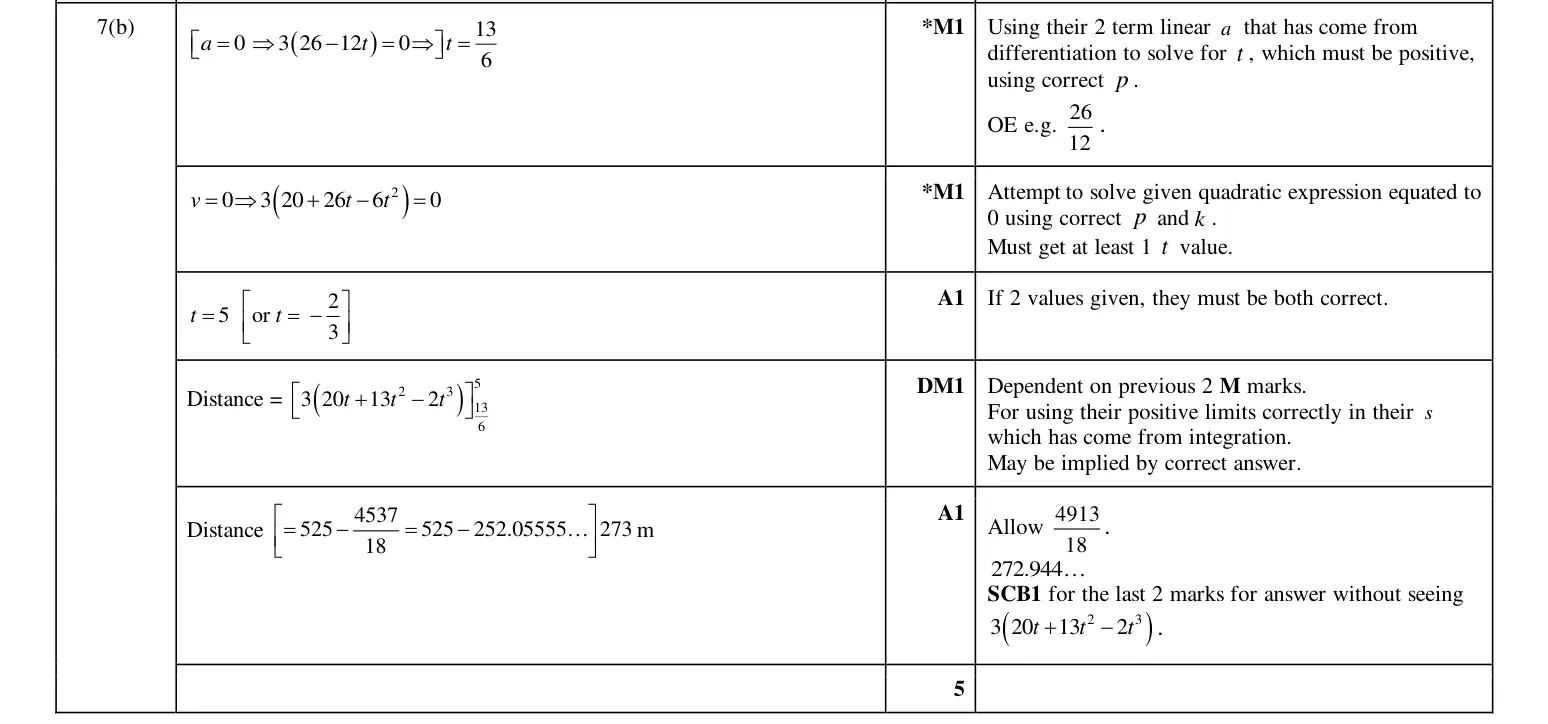 7(b)
[a = 0 ⇒ 3(26 − 12t) = 0 ⇒] t = 13/6
*M1
Using their 2 term linear a that has come from
differentiation to solve for t , which must be positive,
using correct p .
OE e.g. 26/12 .
v = 0 ⇒ 3(20 + 26t − 6t²) = 0
*M1
Attempt to solve given quadratic expression equated to
0 using correct p and k .
Must get at least 1 t value.
t = 5 [or t = −2/3]
A1
If 2 values given, they must be both correct.
Distance = [3(20t + 13t² − 2t³)]₁₃/₆⁵
DM1
Dependent on previous 2 M marks.
For using their positive limits correctly in their s
which has come from integration.
May be implied by correct answer.
Distance [= 525 − 4537/18 = 525 − 252.05555…] 273 m
A1
Allow 4913/18 .
272.944…
SCB1 for the last 2 marks for answer without seeing
3(20t + 13t² − 2t³) .
5